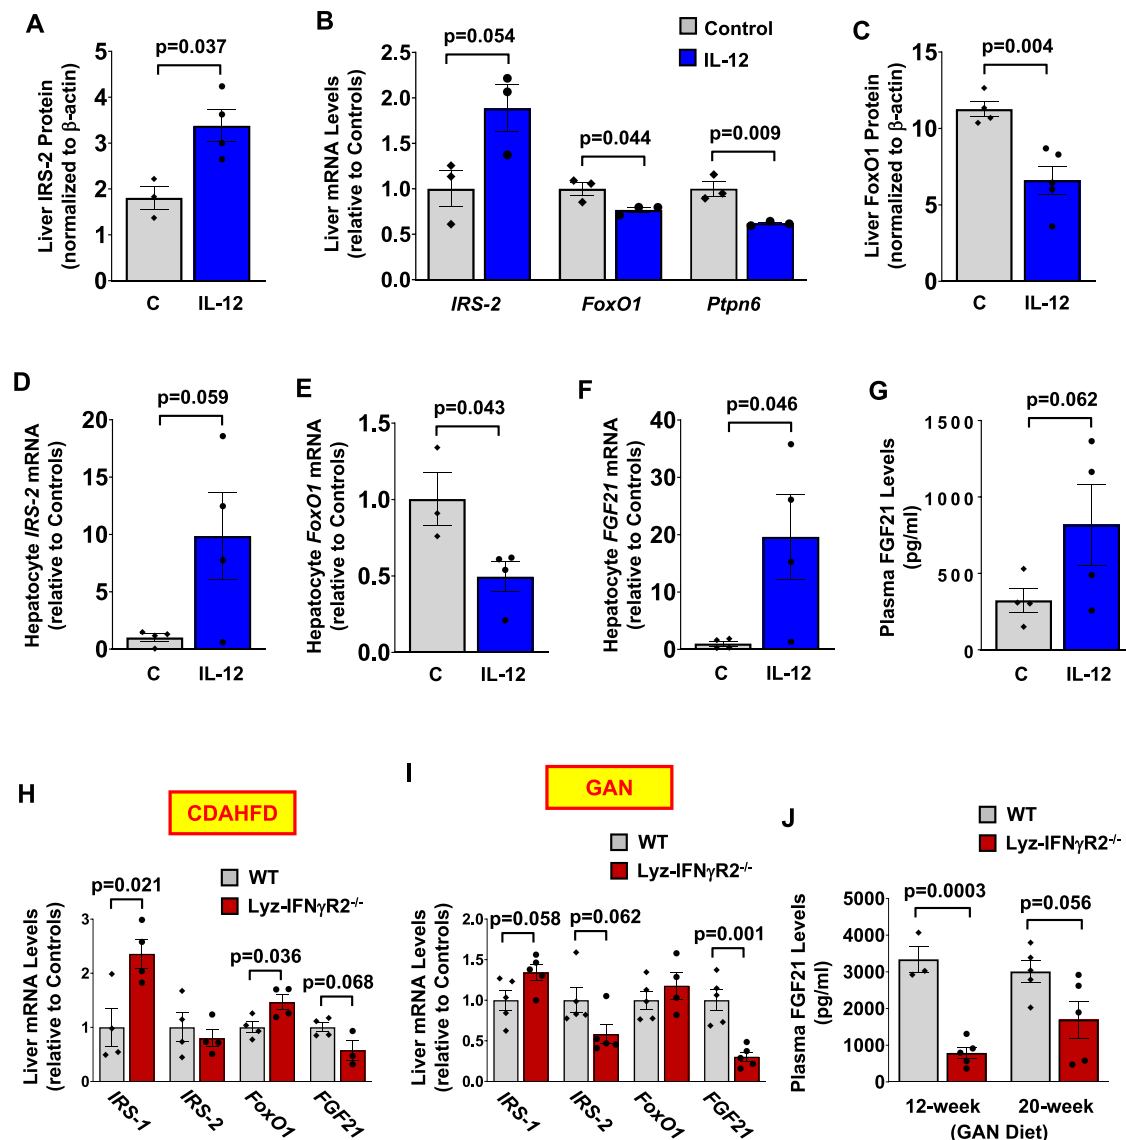 A
Liver IRS-2 Protein
(normalized to β-actin)
5
4
3
2
1
0
p=0.037
C IL-12
B
Control
IL-12
Liver mRNA Levels
(relative to Controls)
2.5
2.0
1.5
1.0
0.5
0.0
p=0.054
p=0.044
p=0.009
IRS-2 FoxO1 Ptpn6
C
Liver FoxO1 Protein
(normalized to β-actin)
15
10
5
0
p=0.004
C IL-12
D
Hepatocyte IRS-2 mRNA
(relative to Controls)
20
15
10
5
0
p=0.059
C IL-12
E
Hepatocyte FoxO1 mRNA
(relative to Controls)
1.5
1.0
0.5
0.0
p=0.043
C IL-12
F
Hepatocyte FGF21 mRNA
(relative to Controls)
40
30
20
10
0
p=0.046
C IL-12
G
Plasma FGF21 Levels
(pg/ml)
1500
1000
500
0
p=0.062
C IL-12
H
CDAHFD
WT
Lyz-IFNγR2-/-
Liver mRNA Levels
(relative to Controls)
3
2
1
0
p=0.021
p=0.036
p=0.068
IRS-1 IRS-2 FoxO1 FGF21
I
GAN
WT
Lyz-IFNγR2-/-
Liver mRNA Levels
(relative to Controls)
2.0
1.5
1.0
0.5
0.0
p=0.058
p=0.062
p=0.001
IRS-1 IRS-2 FoxO1 FGF21
J
WT
Lyz-IFNγR2-/-
Plasma FGF21 Levels
(pg/ml)
4000
3000
2000
1000
0
p=0.0003
p=0.056
12-week 20-week
(GAN Diet)